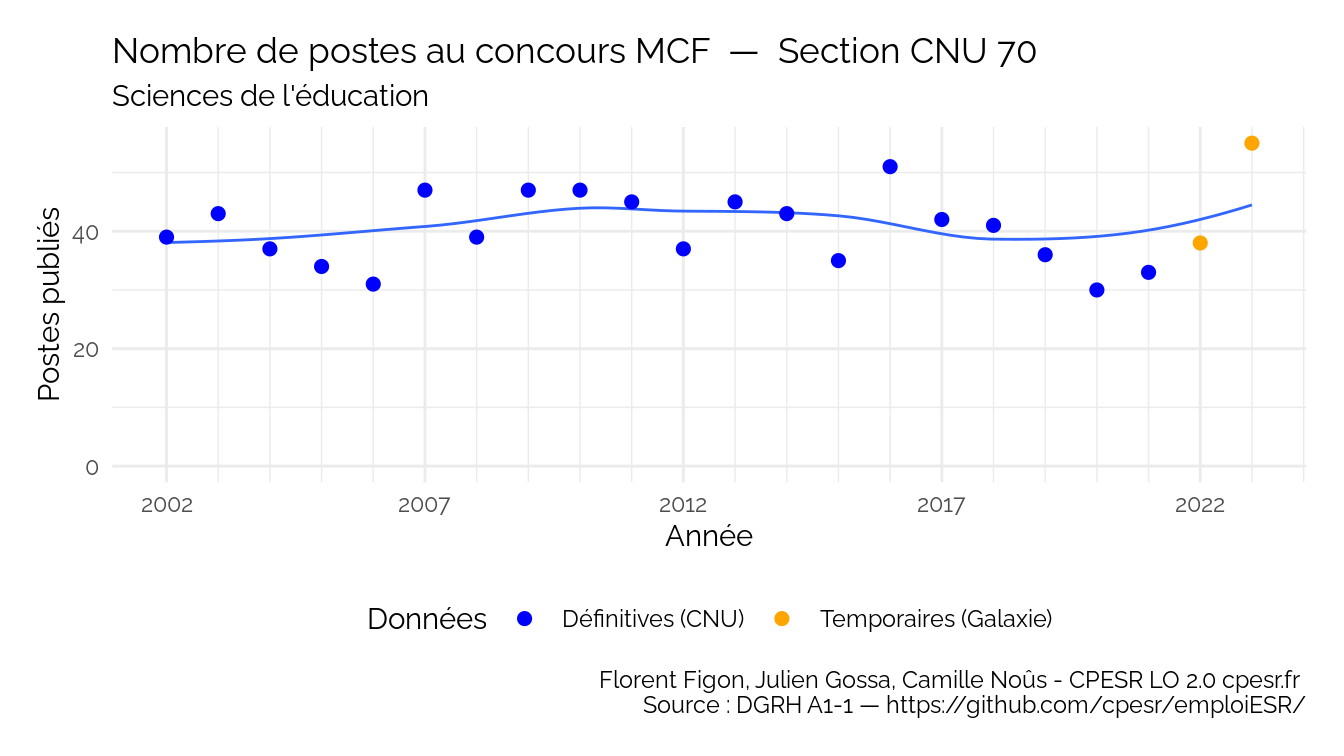 Nombre de postes au concours MCF — Section CNU 70
Sciences de l'éducation
Postes publiés
40
20
0
2002 2007 2012 2017 2022
Année
Données Définitives (CNU) Temporaires (Galaxie)
Florent Figon, Julien Gossa, Camille Noûs - CPESR LO 2.0 cpesr.fr
Source : DGRH A1-1 — https://github.com/cpesr/emploiESR/